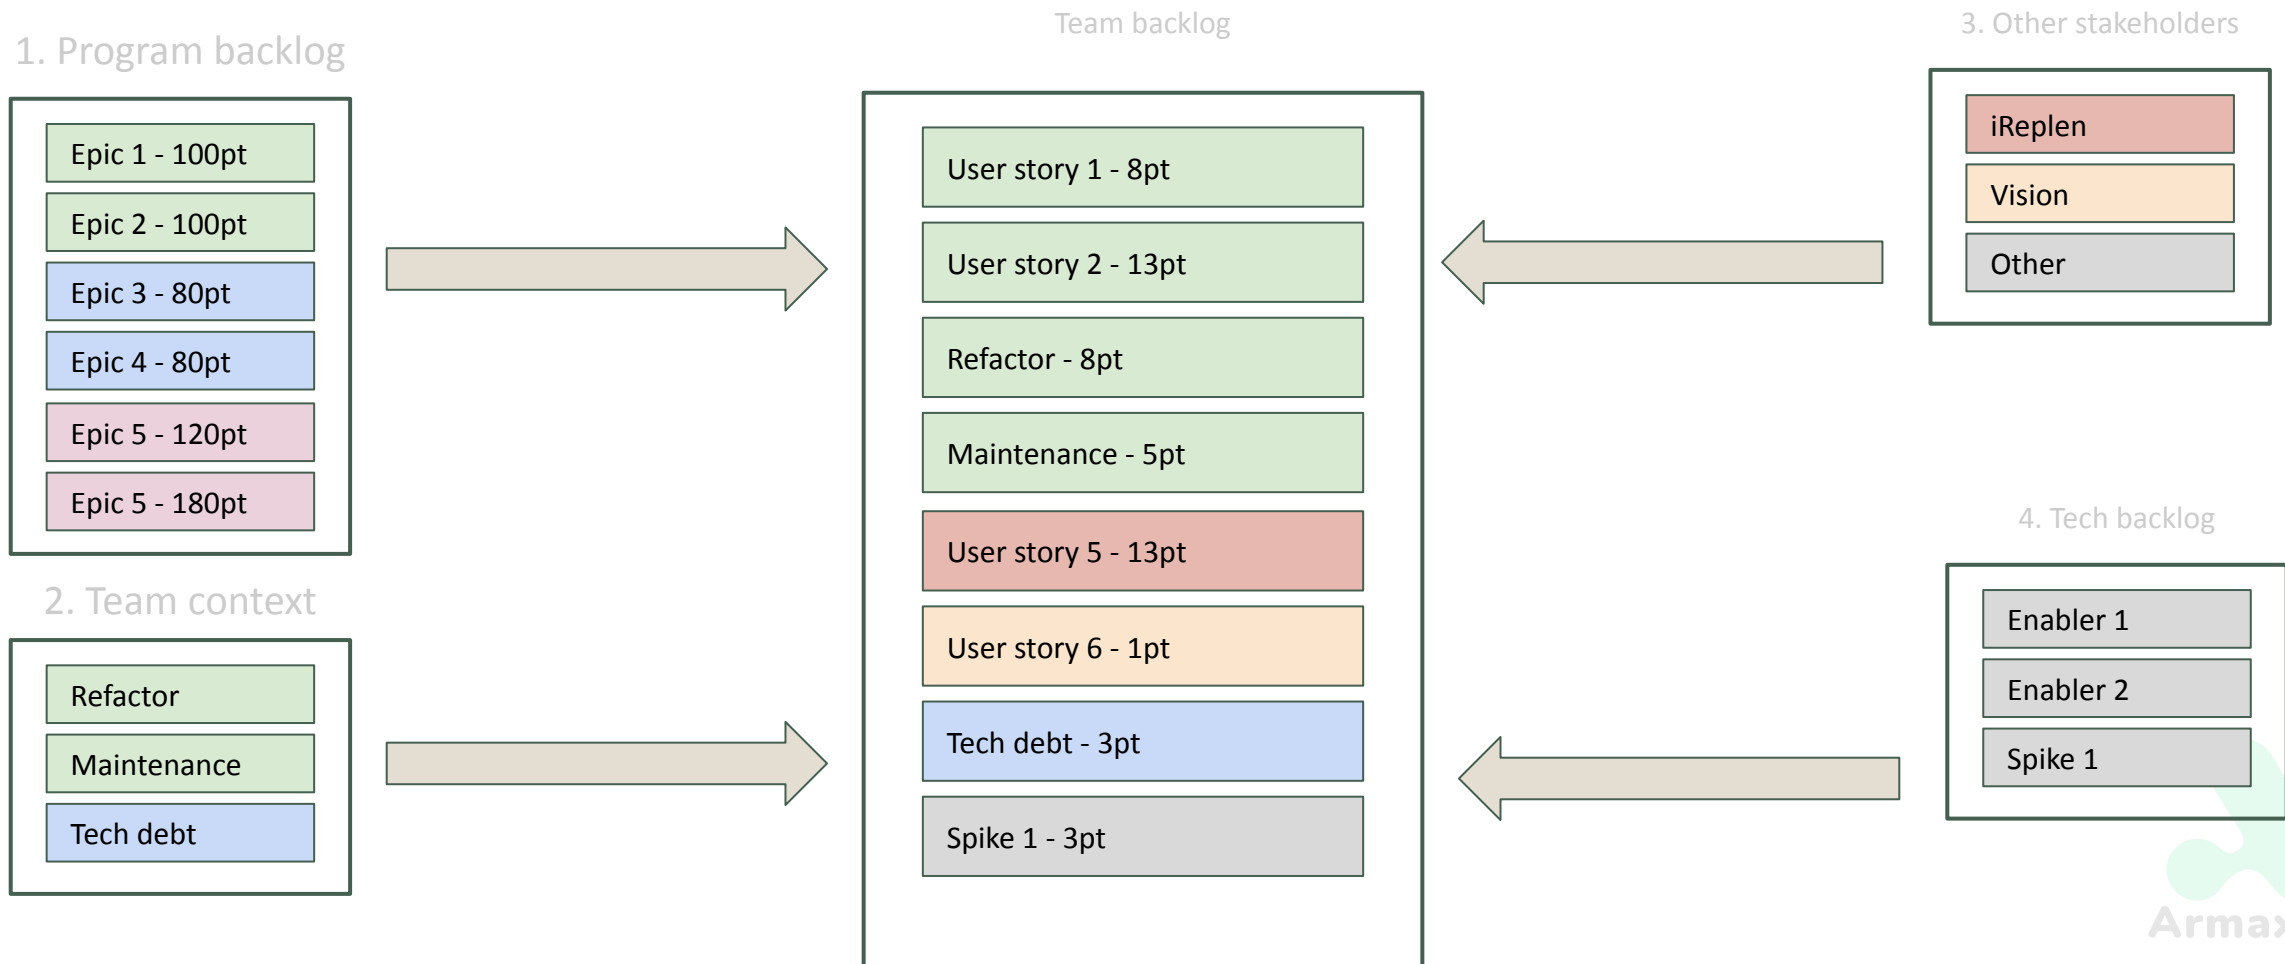 1. Program backlog
Epic 1 - 100pt
Epic 2 - 100pt
Epic 3 - 80pt
Epic 4 - 80pt
Epic 5 - 120pt
Epic 5 - 180pt
2. Team context
Refactor
Maintenance
Tech debt
Team backlog
User story 1 - 8pt
User story 2 - 13pt
Refactor - 8pt
Maintenance - 5pt
User story 5 - 13pt
User story 6 - 1pt
Tech debt - 3pt
Spike 1 - 3pt
3. Other stakeholders
iReplen
Vision
Other
4. Tech backlog
Enabler 1
Enabler 2
Spike 1
Armax